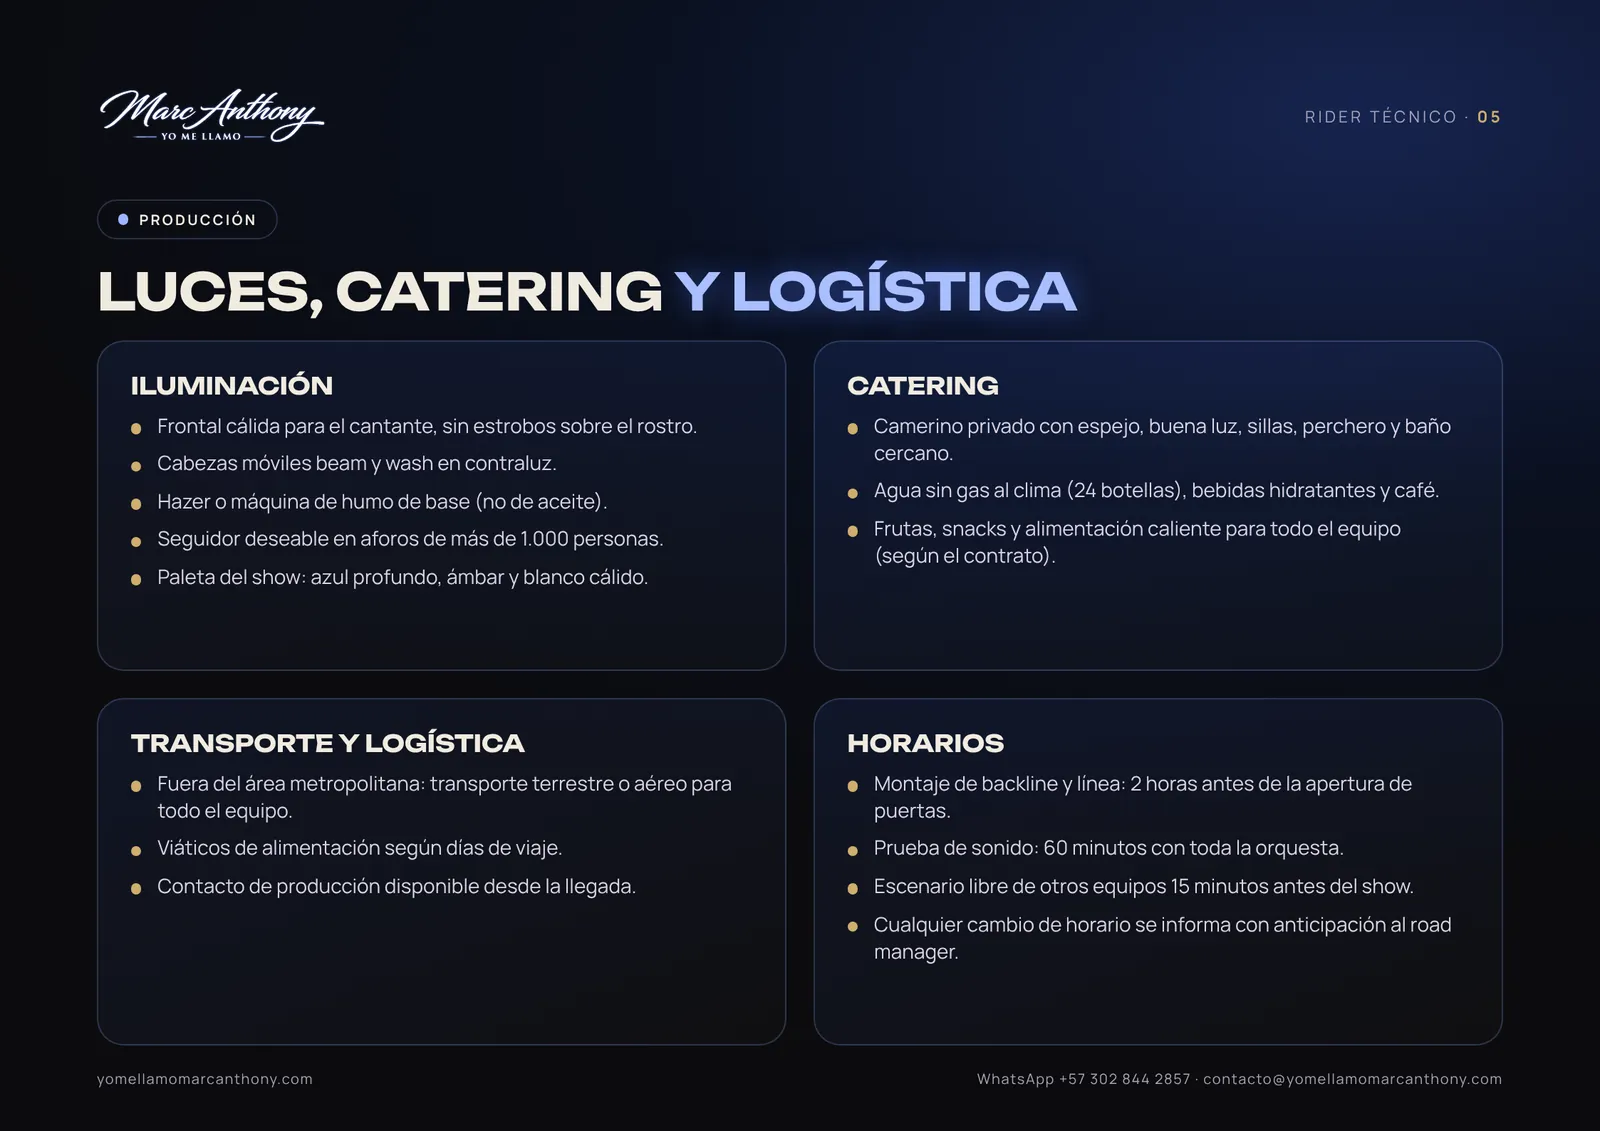 Marc Anthony
YO ME LLAMO
RIDER TÉCNICO · 05
PRODUCCIÓN
LUCES, CATERING Y LOGÍSTICA
ILUMINACIÓN
Frontal cálida para el cantante, sin estrobos sobre el rostro.
Cabezas móviles beam y wash en contraluz.
Hazer o máquina de humo de base (no de aceite).
Seguidor deseable en aforos de más de 1.000 personas.
Paleta del show: azul profundo, ámbar y blanco cálido.
CATERING
Camerino privado con espejo, buena luz, sillas, perchero y baño
cercano.
Agua sin gas al clima (24 botellas), bebidas hidratantes y café.
Frutas, snacks y alimentación caliente para todo el equipo
(según el contrato).
TRANSPORTE Y LOGÍSTICA
Fuera del área metropolitana: transporte terrestre o aéreo para
todo el equipo.
Viáticos de alimentación según días de viaje.
Contacto de producción disponible desde la llegada.
HORARIOS
Montaje de backline y línea: 2 horas antes de la apertura de
puertas.
Prueba de sonido: 60 minutos con toda la orquesta.
Escenario libre de otros equipos 15 minutos antes del show.
Cualquier cambio de horario se informa con anticipación al road
manager.
yomellamomarcanthony.com
WhatsApp +57 302 844 2857 · contacto@yomellamomarcanthony.com